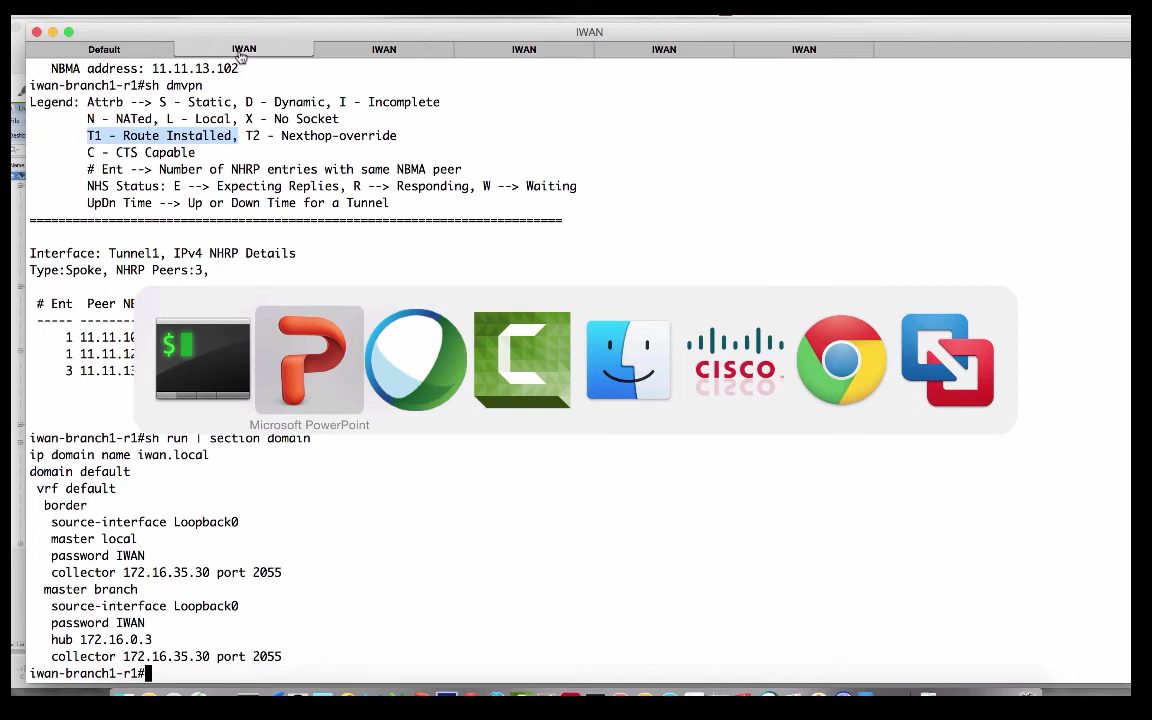 IWAN
Default
IWAN
IWAN
IWAN
IWAN
IWAN
NBMA address: 11.11.13.102
iwan-branch1-r1#sh dmvpn
Legend: Attrb --> S - Static, D - Dynamic, I - Incomplete
N - NATed, L - Local, X - No Socket
T1 - Route Installed, T2 - Nexthop-override
C - CTS Capable
# Ent --> Number of NHRP entries with same NBMA peer
NHS Status: E --> Expecting Replies, R --> Responding, W --> Waiting
UpDn Time --> Up or Down Time for a Tunnel
==========================================================================
Interface: Tunnel1, IPv4 NHRP Details
Type:Spoke, NHRP Peers:3,
# Ent Peer NB
1 11.11.10
1 11.11.12
3 11.11.13
$
CISCO
Microsoft PowerPoint
iwan-branch1-r1#sh run | section domain
ip domain name iwan.local
domain default
vrf default
border
source-interface Loopback0
master local
password IWAN
collector 172.16.35.30 port 2055
master branch
source-interface Loopback0
password IWAN
hub 172.16.0.3
collector 172.16.35.30 port 2055
iwan-branch1-r1#